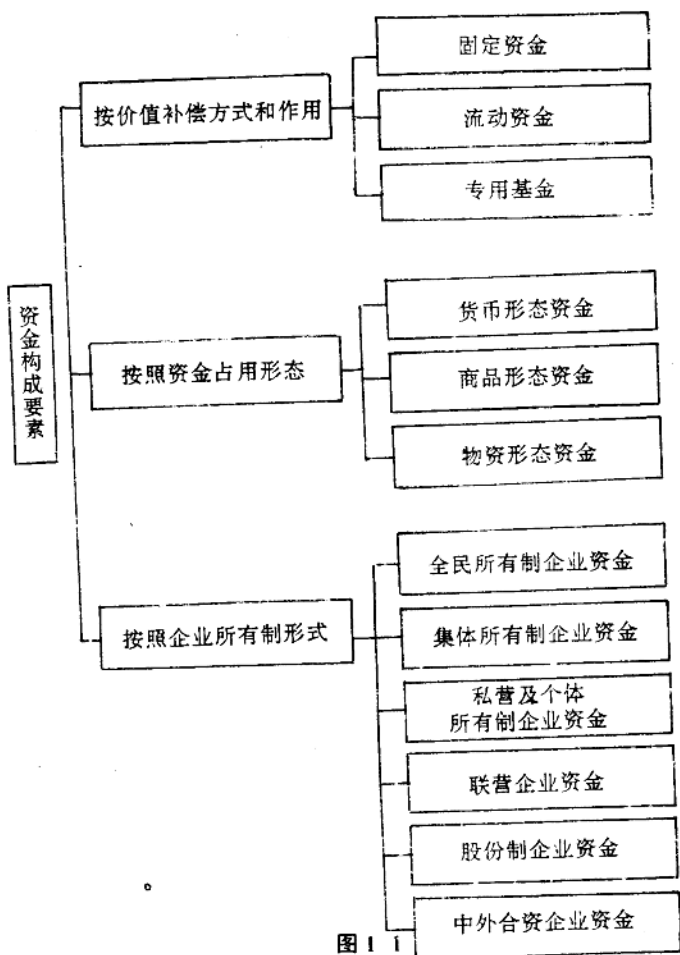 资金构成要素
按价值补偿方式和作用
固定资金
流动资金
专用基金
按照资金占用形态
货币形态资金
商品形态资金
物资形态资金
按照企业所有制形式
全民所有制企业资金
集体所有制企业资金
私营及个体
所有制企业资金
联营企业资金
股份制企业资金
中外合资企业资金
图1 1